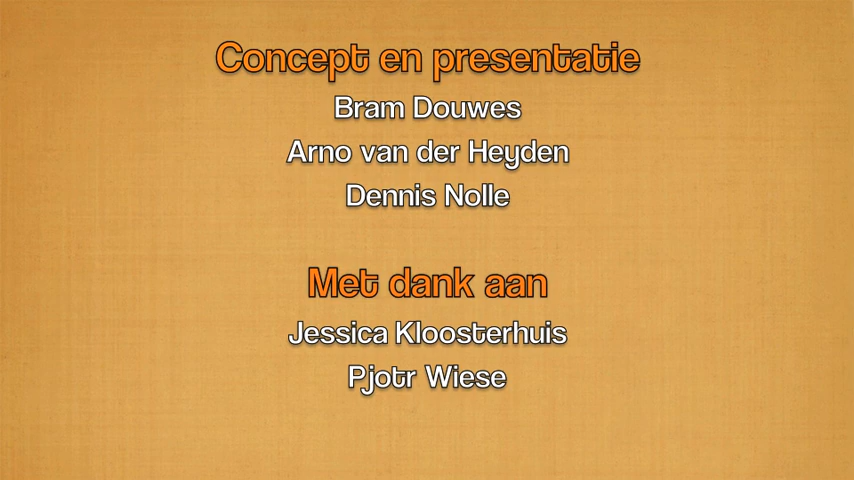 Concept en presentatie
Bram Douwes
Arno van der Heyden
Dennis Nolle
Met dank aan
Jessica Kloosterhuis
Pjotr Wiese